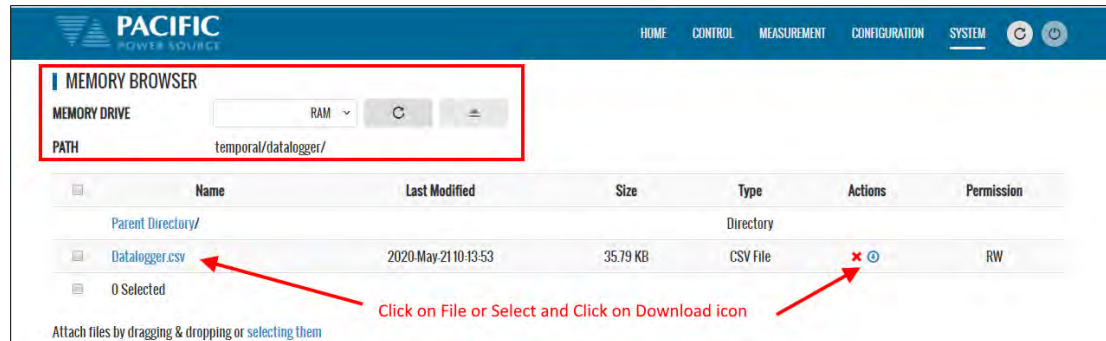 PACIFIC
POWER SOURCE
HOME CONTROL MEASUREMENT CONFIGURATION SYSTEM
MEMORY BROWSER
MEMORY DRIVE RAM
PATH temporal/datalogger/
Name Last Modified Size Type Actions Permission
Parent Directory/ Directory
Datalogger.csv 2020-May-21 10:13:53 35.79 KB CSV File RW
0 Selected
Click on File or Select and Click on Download icon
Attach files by dragging & dropping or selecting them